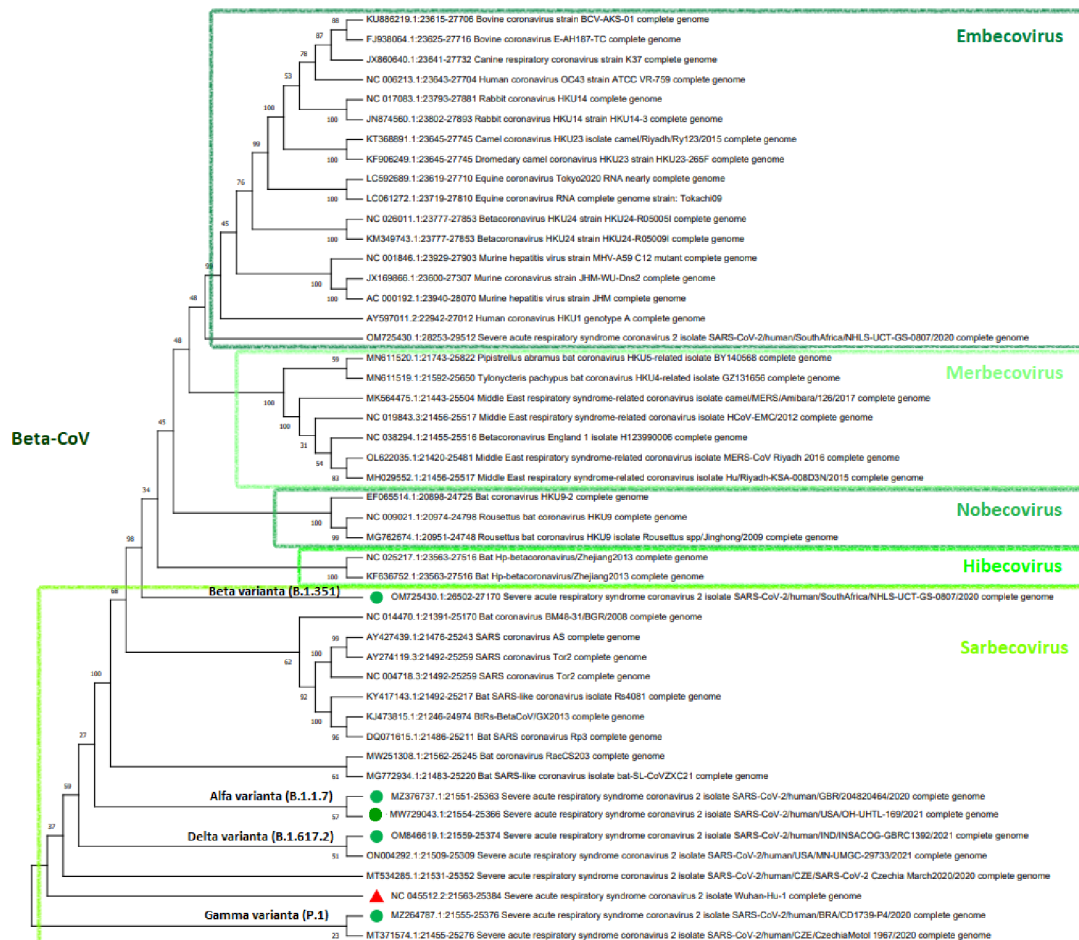 KU886219.1:23615-27706 Bovine coronavirus strain BCV-AKS-01 complete genome
Embecovirus
FJ938064.1:23625-27716 Bovine coronavirus E-AH187-TC complete genome
JX860640.1:23641-27732 Canine respiratory coronavirus strain K37 complete genome
NC 006213.1:23643-27704 Human coronavirus OC43 strain ATCC VR-759 complete genome
NC 017083.1:23793-27881 Rabbit coronavirus HKU14 complete genome
JN874560.1:23802-27893 Rabbit coronavirus HKU14 strain HKU14-3 complete genome
KT368891.1:23645-27745 Camel coronavirus HKU23 isolate camel/Riyadh/Ry123/2015 complete genome
KF906249.1:23645-27745 Dromedary camel coronavirus HKU23 strain HKU23-265F complete genome
LC592689.1:23619-27710 Equine coronavirus Tokyo2020 RNA nearly complete genome
LC061272.1:23719-27810 Equine coronavirus RNA complete genome strain: Tokachi09
NC 026011.1:23777-27853 Betacoronavirus HKU24 strain HKU24-R05005I complete genome
KM349743.1:23777-27853 Betacoronavirus HKU24 strain HKU24-R05009I complete genome
NC 001846.1:23929-27903 Murine hepatitis virus strain MHV-A59 C12 mutant complete genome
JX169866.1:23600-27307 Murine coronavirus strain JHM-WU-Dns2 complete genome
AC 000192.1:23940-28070 Murine hepatitis virus strain JHM complete genome
AY597011.2:22942-27012 Human coronavirus HKU1 genotype A complete genome
OM725430.1:28253-29512 Severe acute respiratory syndrome coronavirus 2 isolate SARS-CoV-2/human/SouthAfrica/NHLS-UCT-GS-0807/2020 complete genome
MN611520.1:21743-25822 Pipistrellus abramus bat coronavirus HKU5-related isolate BY140568 complete genome
Merbecovirus
MN611519.1:21592-25650 Tylonycteris pachypus bat coronavirus HKU4-related isolate GZ131656 complete genome
MK564475.1:21443-25504 Middle East respiratory syndrome-related coronavirus isolate camel/MERS/Amibara/126/2017 complete genome
NC 019843.3:21456-25517 Middle East respiratory syndrome-related coronavirus isolate HCoV-EMC/2012 complete genome
Beta-CoV
NC 038294.1:21455-25516 Betacoronavirus England 1 isolate H123990006 complete genome
OL622035.1:21420-25481 Middle East respiratory syndrome-related coronavirus isolate MERS-CoV Riyadh 2016 complete genome
MH029552.1:21456-25517 Middle East respiratory syndrome-related coronavirus isolate Hu/Riyadh-KSA-008D3N/2015 complete genome
EF065514.1:20898-24725 Bat coronavirus HKU9-2 complete genome
Nobecovirus
NC 009021.1:20974-24798 Rousettus bat coronavirus HKU9 complete genome
MG762674.1:20951-24748 Rousettus bat coronavirus HKU9 isolate Rousettus spp/Jinghong/2009 complete genome
NC 025217.1:23563-27516 Bat Hp-betacoronavirus/Zhejiang2013 complete genome
Hibecovirus
KF636752.1:23563-27516 Bat Hp-betacoronavirus/Zhejiang2013 complete genome
Beta varianta (B.1.351)
OM725430.1:26502-27170 Severe acute respiratory syndrome coronavirus 2 isolate SARS-CoV-2/human/SouthAfrica/NHLS-UCT-GS-0807/2020 complete genome
NC 014470.1:21391-25170 Bat coronavirus BM48-31/BGR/2008 complete genome
AY427439.1:21476-25243 SARS coronavirus AS complete genome
Sarbecovirus
AY274119.3:21492-25259 SARS coronavirus Tor2 complete genome
NC 004718.3:21492-25259 SARS coronavirus Tor2 complete genome
KY417143.1:21492-25217 Bat SARS-like coronavirus isolate Rs4081 complete genome
KJ473815.1:21246-24974 BtRs-BetaCoV/GX2013 complete genome
DQ071615.1:21486-25211 Bat SARS coronavirus Rp3 complete genome
MW251308.1:21562-25245 Bat coronavirus RacCS203 complete genome
MG772934.1:21483-25220 Bat SARS-like coronavirus isolate bat-SL-CoVZXC21 complete genome
Alfa varianta (B.1.1.7)
MZ376737.1:21551-25363 Severe acute respiratory syndrome coronavirus 2 isolate SARS-CoV-2/human/GBR/204820464/2020 complete genome
MW729043.1:21554-25366 Severe acute respiratory syndrome coronavirus 2 isolate SARS-CoV-2/human/USA/OH-UHTL-169/2021 complete genome
Delta varianta (B.1.617.2)
OM846619.1:21559-25374 Severe acute respiratory syndrome coronavirus 2 isolate SARS-CoV-2/human/IND/INSACOG-GBRC1392/2021 complete genome
ON004292.1:21509-25309 Severe acute respiratory syndrome coronavirus 2 isolate SARS-CoV-2/human/USA/MN-UMGC-29733/2021 complete genome
MT534285.1:21531-25352 Severe acute respiratory syndrome coronavirus 2 isolate SARS-CoV-2/human/CZE/SARS-CoV-2 Czechia March2020/2020 complete genome
NC 045512.2:21563-25384 Severe acute respiratory syndrome coronavirus 2 isolate Wuhan-Hu-1 complete genome
Gamma varianta (P.1)
MZ264787.1:21555-25376 Severe acute respiratory syndrome coronavirus 2 isolate SARS-CoV-2/human/BRA/CD1739-P4/2020 complete genome
MT371574.1:21455-25276 Severe acute respiratory syndrome coronavirus 2 isolate SARS-CoV-2/human/CZE/CzechiaMotol 1967/2020 complete genome